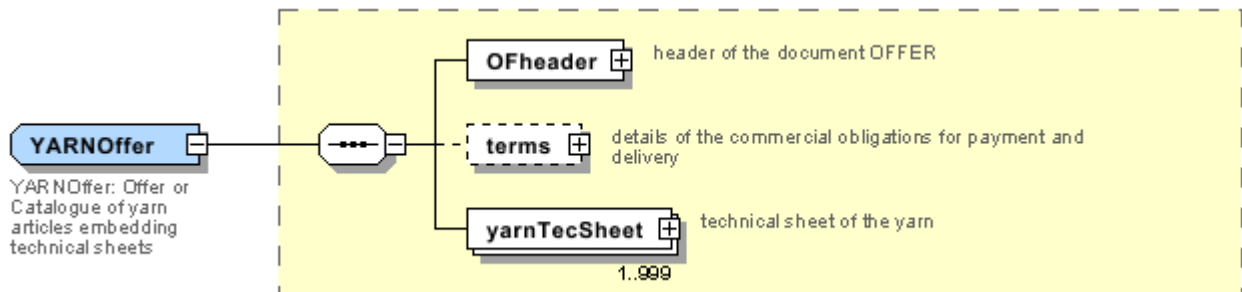 OFheader
header of the document OFFER
YARNOffer
terms
details of the commercial obligations for payment and
delivery
YARNOffer: Offer or
Catalogue of yarn
articles embedding
technical sheets
yarnTecSheet
technical sheet of the yarn
1..999